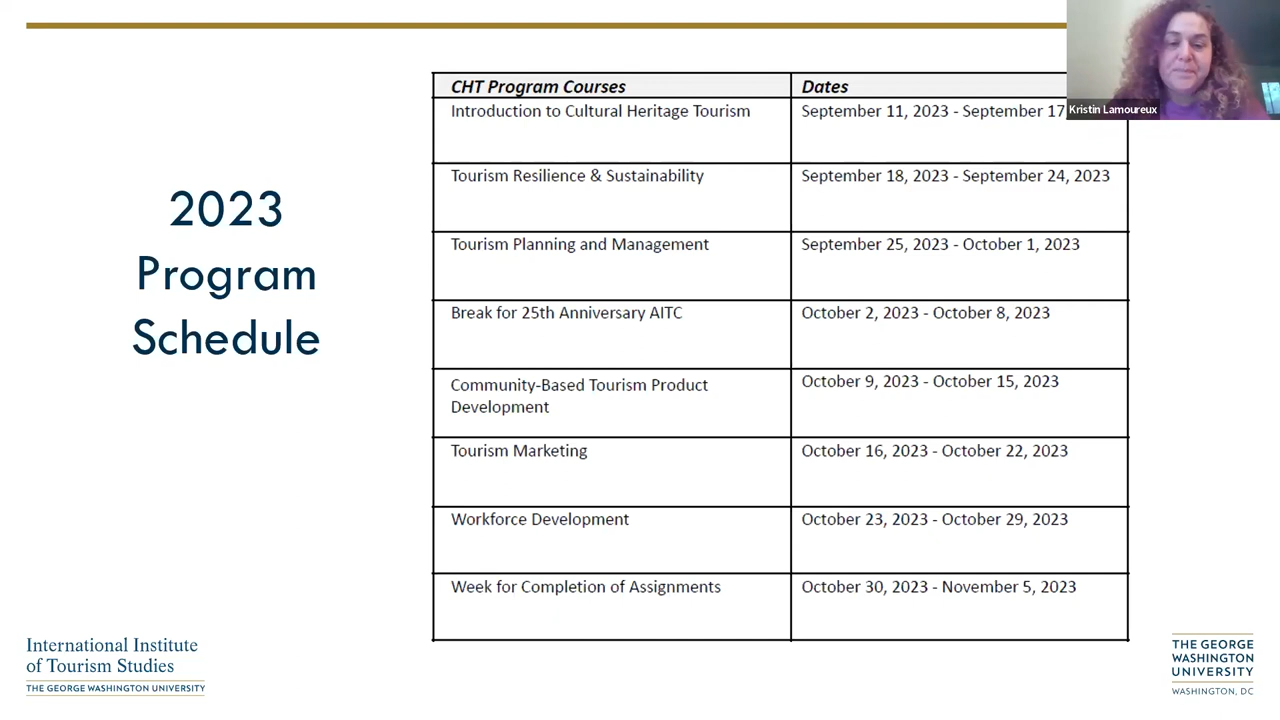 Kristin Lamoureux
2023
Program
Schedule
CHT Program Courses Dates
Introduction to Cultural Heritage Tourism September 11, 2023 - September 17
Tourism Resilience & Sustainability September 18, 2023 - September 24, 2023
Tourism Planning and Management September 25, 2023 - October 1, 2023
Break for 25th Anniversary AITC October 2, 2023 - October 8, 2023
Community-Based Tourism Product October 9, 2023 - October 15, 2023
Development
Tourism Marketing October 16, 2023 - October 22, 2023
Workforce Development October 23, 2023 - October 29, 2023
Week for Completion of Assignments October 30, 2023 - November 5, 2023
International Institute
of Tourism Studies
THE GEORGE WASHINGTON UNIVERSITY
THE GEORGE
WASHINGTON
UNIVERSITY
WASHINGTON, DC